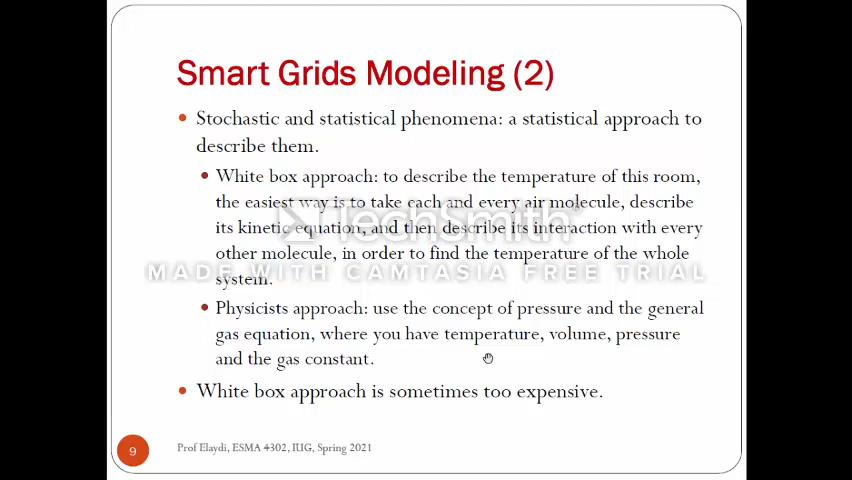 Smart Grids Modeling (2)
• Stochastic and statistical phenomena: a statistical approach to
describe them.
• White box approach: to describe the temperature of this room,
the easiest way is to take each and every air molecule, describe
its kinetic equation, and then describe its interaction with every
other molecule, in order to find the temperature of the whole
system.
• Physicists approach: use the concept of pressure and the general
gas equation, where you have temperature, volume, pressure
and the gas constant.
• White box approach is sometimes too expensive.
9
Prof Elaydi, ESMA 4302, IUG, Spring 2021
TechSmith
MADE WITH CAMTASIA FREE TRIAL